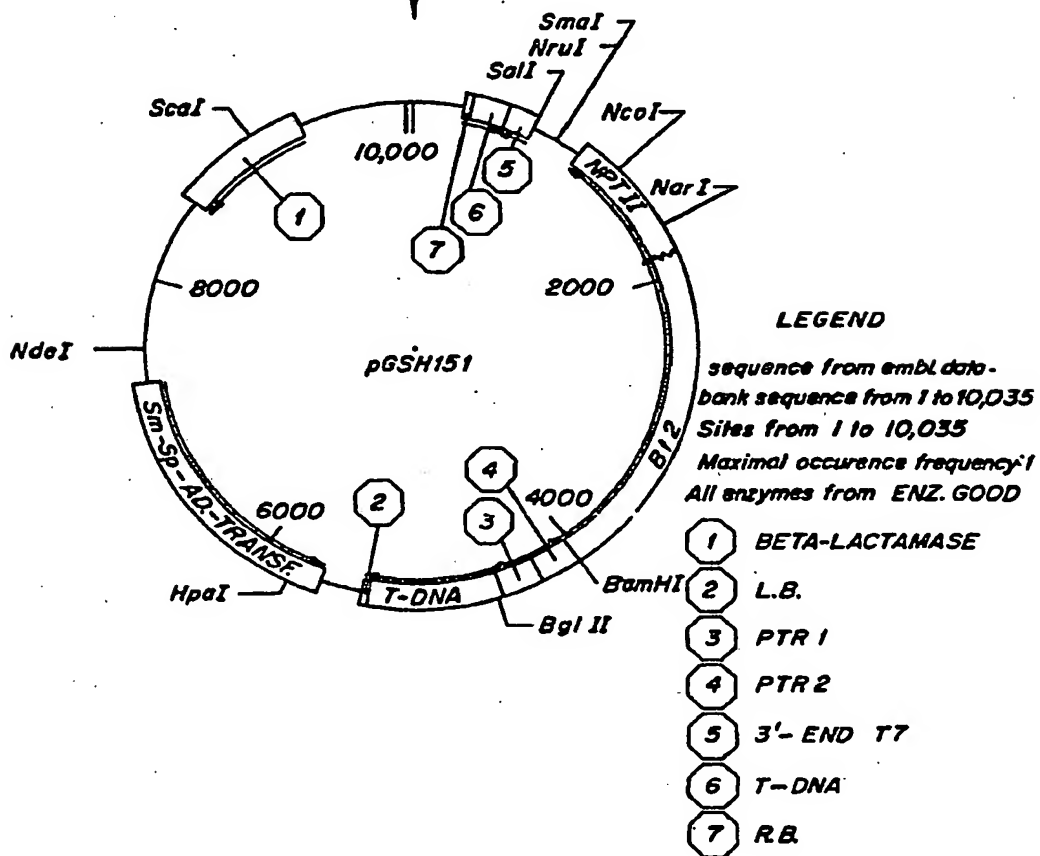 SmaI
NruI
SalI
NcoI
ScaI
10,000
5
NPTII
NarI
1
6
7
8000
2000
NdeI
pGSH151
Bt2
Sm-Sp-AD.-TRANSF.
6000
2
4
3
4000
HpaI
T-DNA
BamHI
Bgl II
LEGEND
sequence from embl data-
bank sequence from 1 to 10,035
Sites from 1 to 10,035
Maximal occurence frequency:1
All enzymes from ENZ. GOOD
1 BETA-LACTAMASE
2 L.B.
3 PTR 1
4 PTR 2
5 3'-END T7
6 T-DNA
7 R.B.